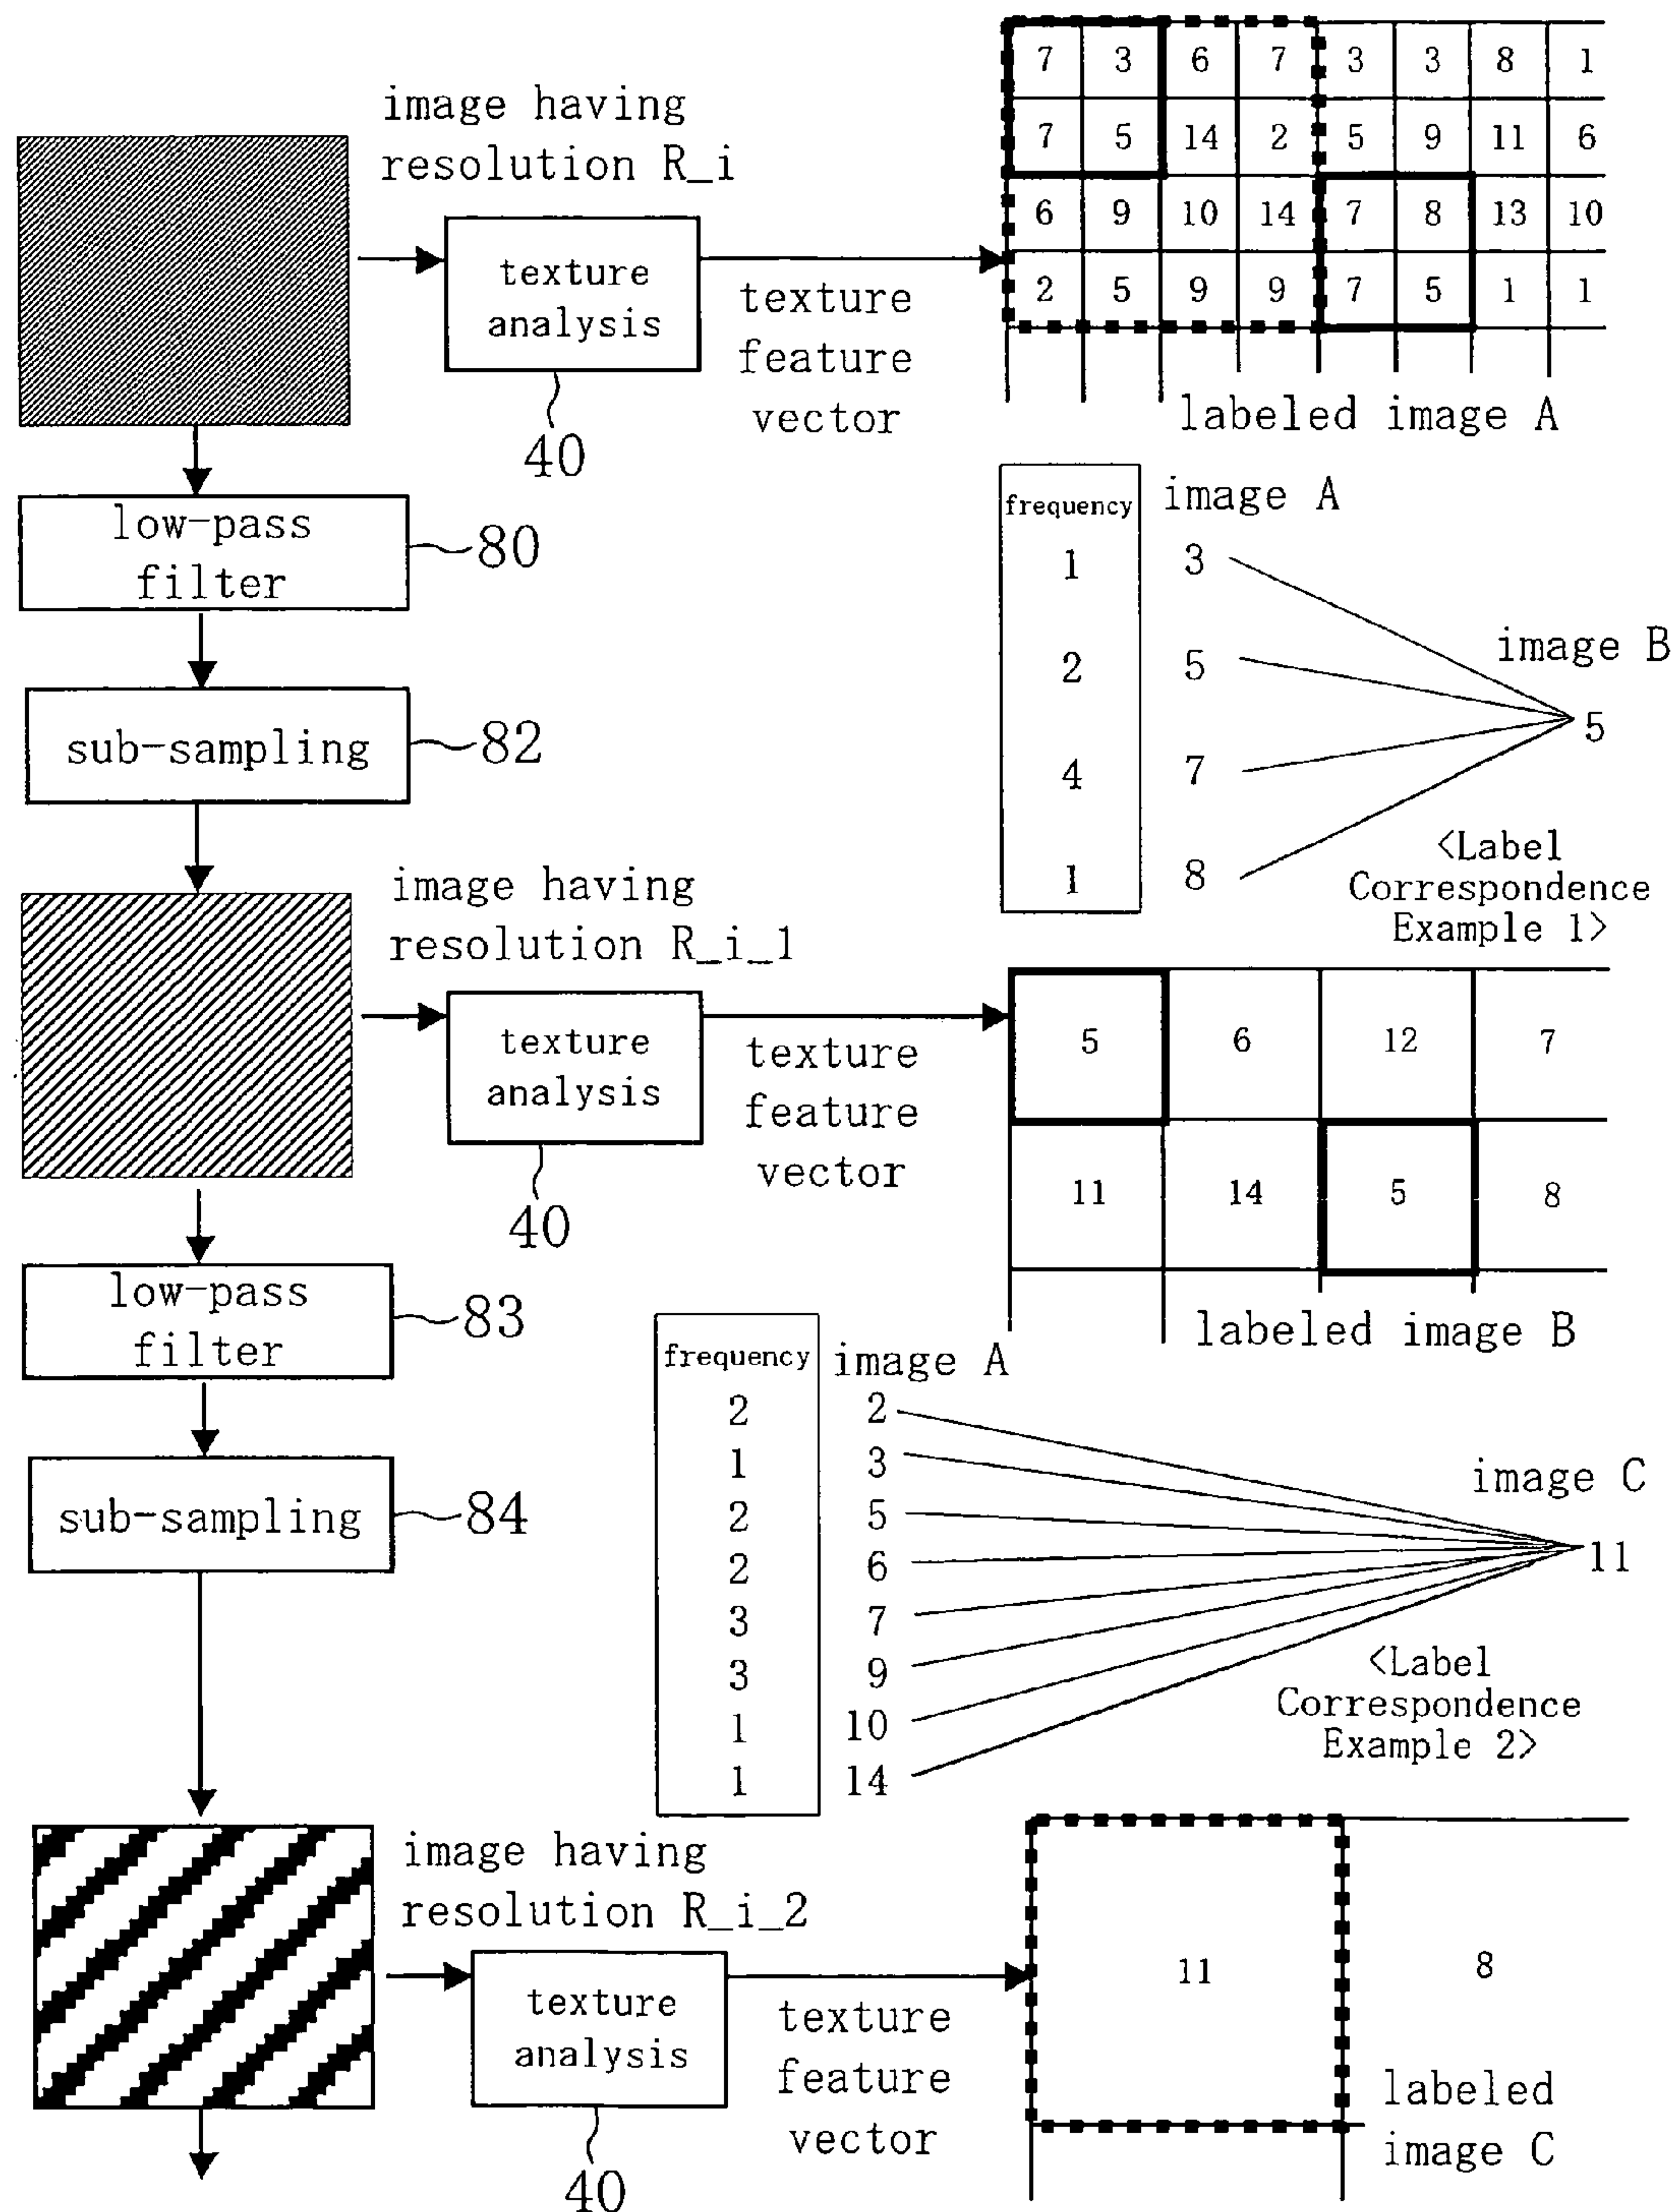 image having
resolution R_i
texture
analysis
40
texture
feature
vector
7 3 6 7 3 3 8 1
7 5 14 2 5 9 11 6
6 9 10 14 7 8 13 10
2 5 9 9 7 5 1 1
labeled image A
low-pass
filter
80
sub-sampling
82
frequency image A
1 3
2 5
4 7
1 8
image B
5
<Label
Correspondence
Example 1>
image having
resolution R_i_1
texture
analysis
40
texture
feature
vector
5 6 12 7
11 14 5 8
labeled image B
low-pass
filter
83
sub-sampling
84
frequency image A
2 2
1 3
2 5
2 6
3 7
3 9
1 10
1 14
image C
11
<Label
Correspondence
Example 2>
image having
resolution R_i_2
texture
analysis
40
texture
feature
vector
11 8
labeled
image C